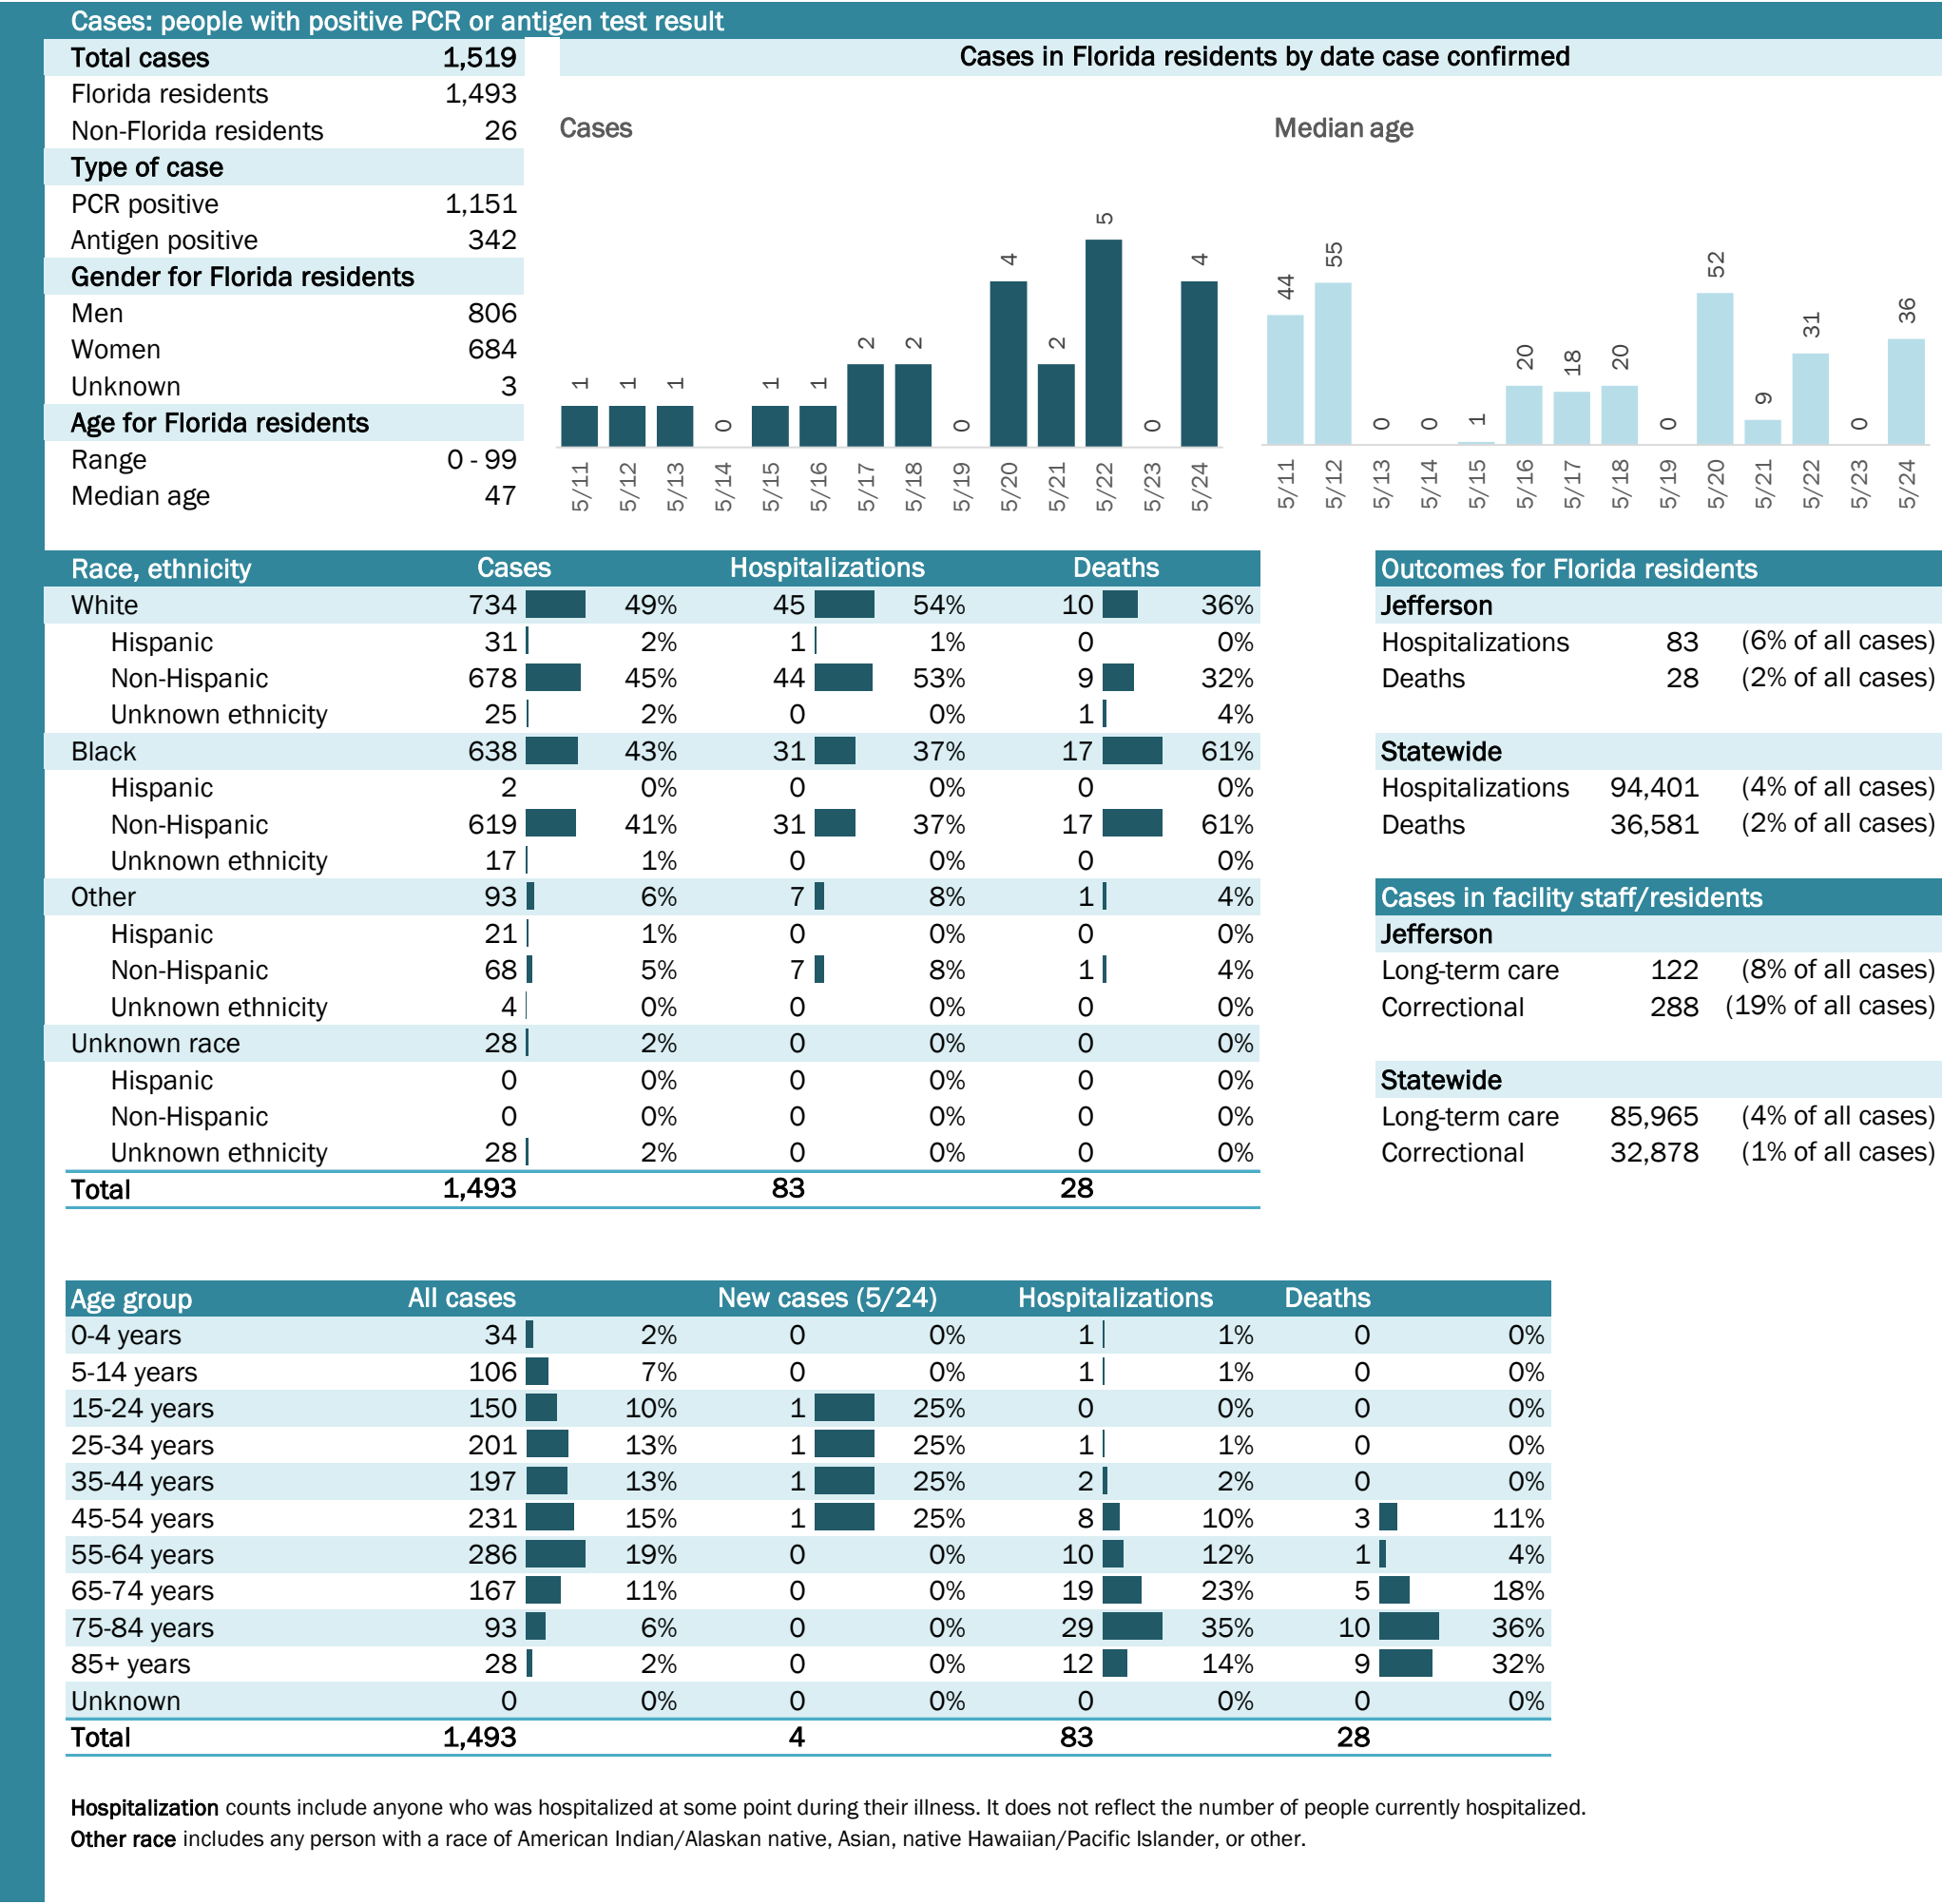 Cases: people with positive PCR or antigen test result
Total cases 1,519
Florida residents 1,493
Non-Florida residents 26
Type of case
PCR positive 1,151
Antigen positive 342
Gender for Florida residents
Men 806
Women 684
Unknown 3
Age for Florida residents
Range 0 - 99
Median age 47
Cases in Florida residents by date case confirmed
Cases
1 1 1 0 1 1 2 2 0 4 2 5 0 4
5/11 5/12 5/13 5/14 5/15 5/16 5/17 5/18 5/19 5/20 5/21 5/22 5/23 5/24
Median age
44 55 0 0 1 20 18 20 0 52 9 31 0 36
5/11 5/12 5/13 5/14 5/15 5/16 5/17 5/18 5/19 5/20 5/21 5/22 5/23 5/24
Race, ethnicity Cases Hospitalizations Deaths
White 734 49% 45 54% 10 36%
Hispanic 31 2% 1 1% 0 0%
Non-Hispanic 678 45% 44 53% 9 32%
Unknown ethnicity 25 2% 0 0% 1 4%
Black 638 43% 31 37% 17 61%
Hispanic 2 0% 0 0% 0 0%
Non-Hispanic 619 41% 31 37% 17 61%
Unknown ethnicity 17 1% 0 0% 0 0%
Other 93 6% 7 8% 1 4%
Hispanic 21 1% 0 0% 0 0%
Non-Hispanic 68 5% 7 8% 1 4%
Unknown ethnicity 4 0% 0 0% 0 0%
Unknown race 28 2% 0 0% 0 0%
Hispanic 0 0% 0 0% 0 0%
Non-Hispanic 0 0% 0 0% 0 0%
Unknown ethnicity 28 2% 0 0% 0 0%
Total 1,493 83 28
Outcomes for Florida residents
Jefferson
Hospitalizations 83 (6% of all cases)
Deaths 28 (2% of all cases)
Statewide
Hospitalizations 94,401 (4% of all cases)
Deaths 36,581 (2% of all cases)
Cases in facility staff/residents
Jefferson
Long-term care 122 (8% of all cases)
Correctional 288 (19% of all cases)
Statewide
Long-term care 85,965 (4% of all cases)
Correctional 32,878 (1% of all cases)
Age group All cases New cases (5/24) Hospitalizations Deaths
0-4 years 34 2% 0 0% 1 1% 0 0%
5-14 years 106 7% 0 0% 1 1% 0 0%
15-24 years 150 10% 1 25% 0 0% 0 0%
25-34 years 201 13% 1 25% 1 1% 0 0%
35-44 years 197 13% 1 25% 2 2% 0 0%
45-54 years 231 15% 1 25% 8 10% 3 11%
55-64 years 286 19% 0 0% 10 12% 1 4%
65-74 years 167 11% 0 0% 19 23% 5 18%
75-84 years 93 6% 0 0% 29 35% 10 36%
85+ years 28 2% 0 0% 12 14% 9 32%
Unknown 0 0% 0 0% 0 0% 0 0%
Total 1,493 4 83 28
Hospitalization counts include anyone who was hospitalized at some point during their illness. It does not reflect the number of people currently hospitalized.
Other race includes any person with a race of American Indian/Alaskan native, Asian, native Hawaiian/Pacific Islander, or other.